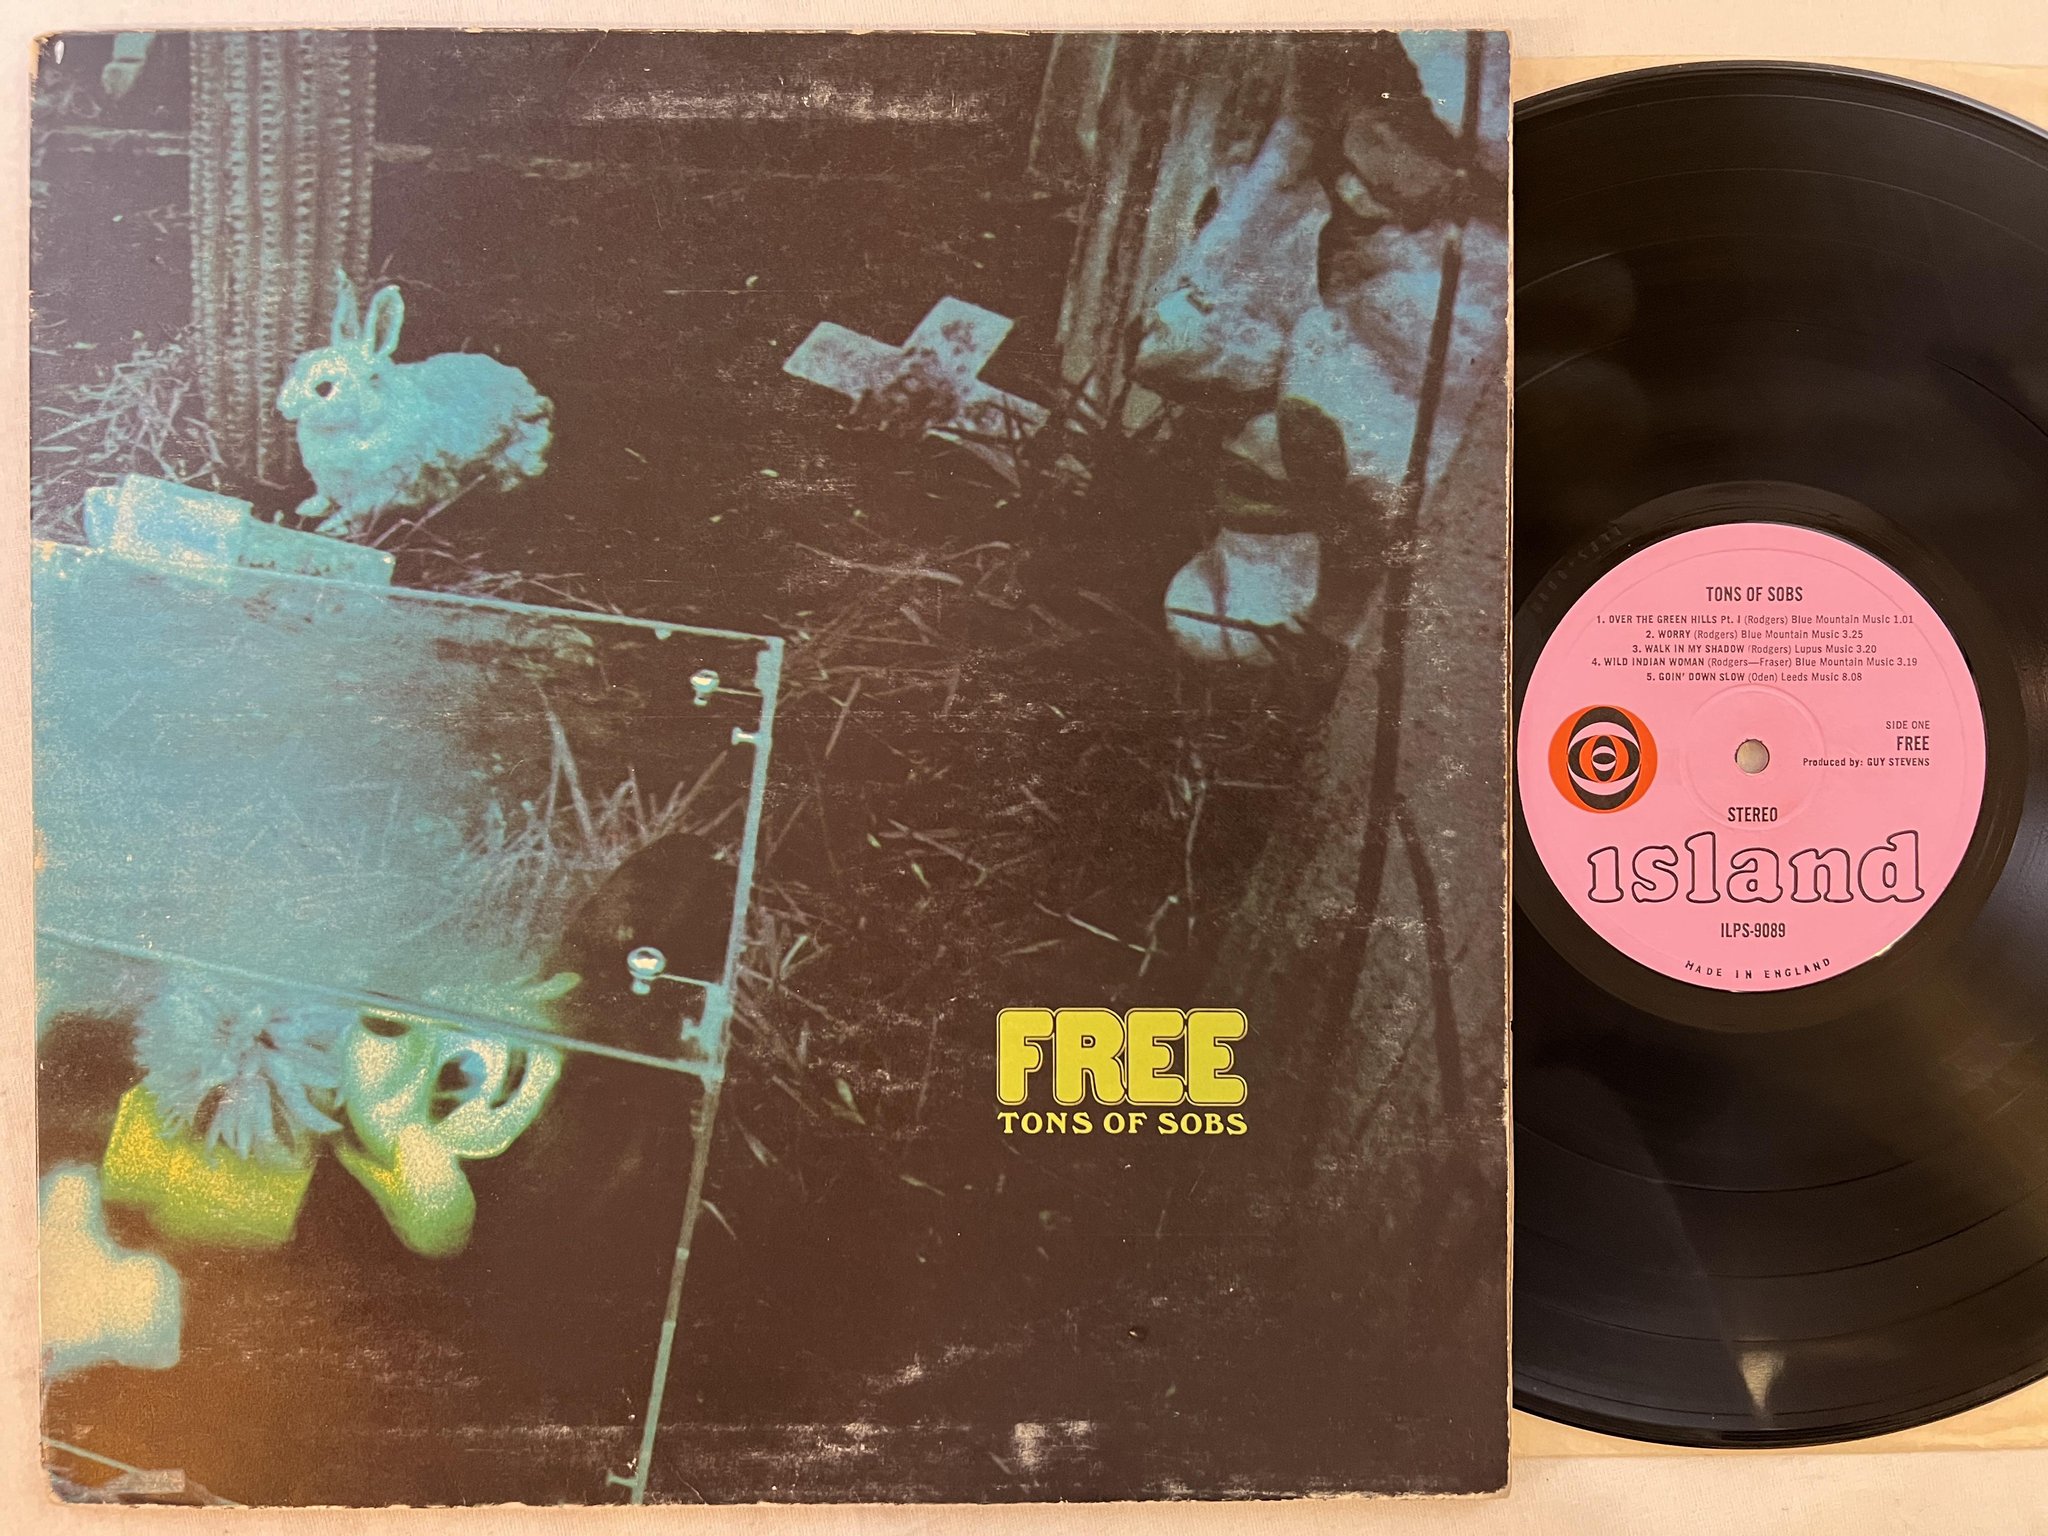 FREE
TONS OF SOBS
TONS OF SOBS
1. OVER THE GREEN HILLS Pt. I (Rodgers) Blue Mountain Music 1.01
2. WORRY (Rodgers) Blue Mountain Music 3.25
3. WALK IN MY SHADOW (Rodgers) Lupus Music 3.20
4. WILD INDIAN WOMAN (Rodgers—Fraser) Blue Mountain Music 3.19
5. GOIN' DOWN SLOW (Oden) Leeds Music 8.08
SIDE ONE
FREE
Produced by: GUY STEVENS
STEREO
island
ILPS-9089
MADE IN ENGLAND